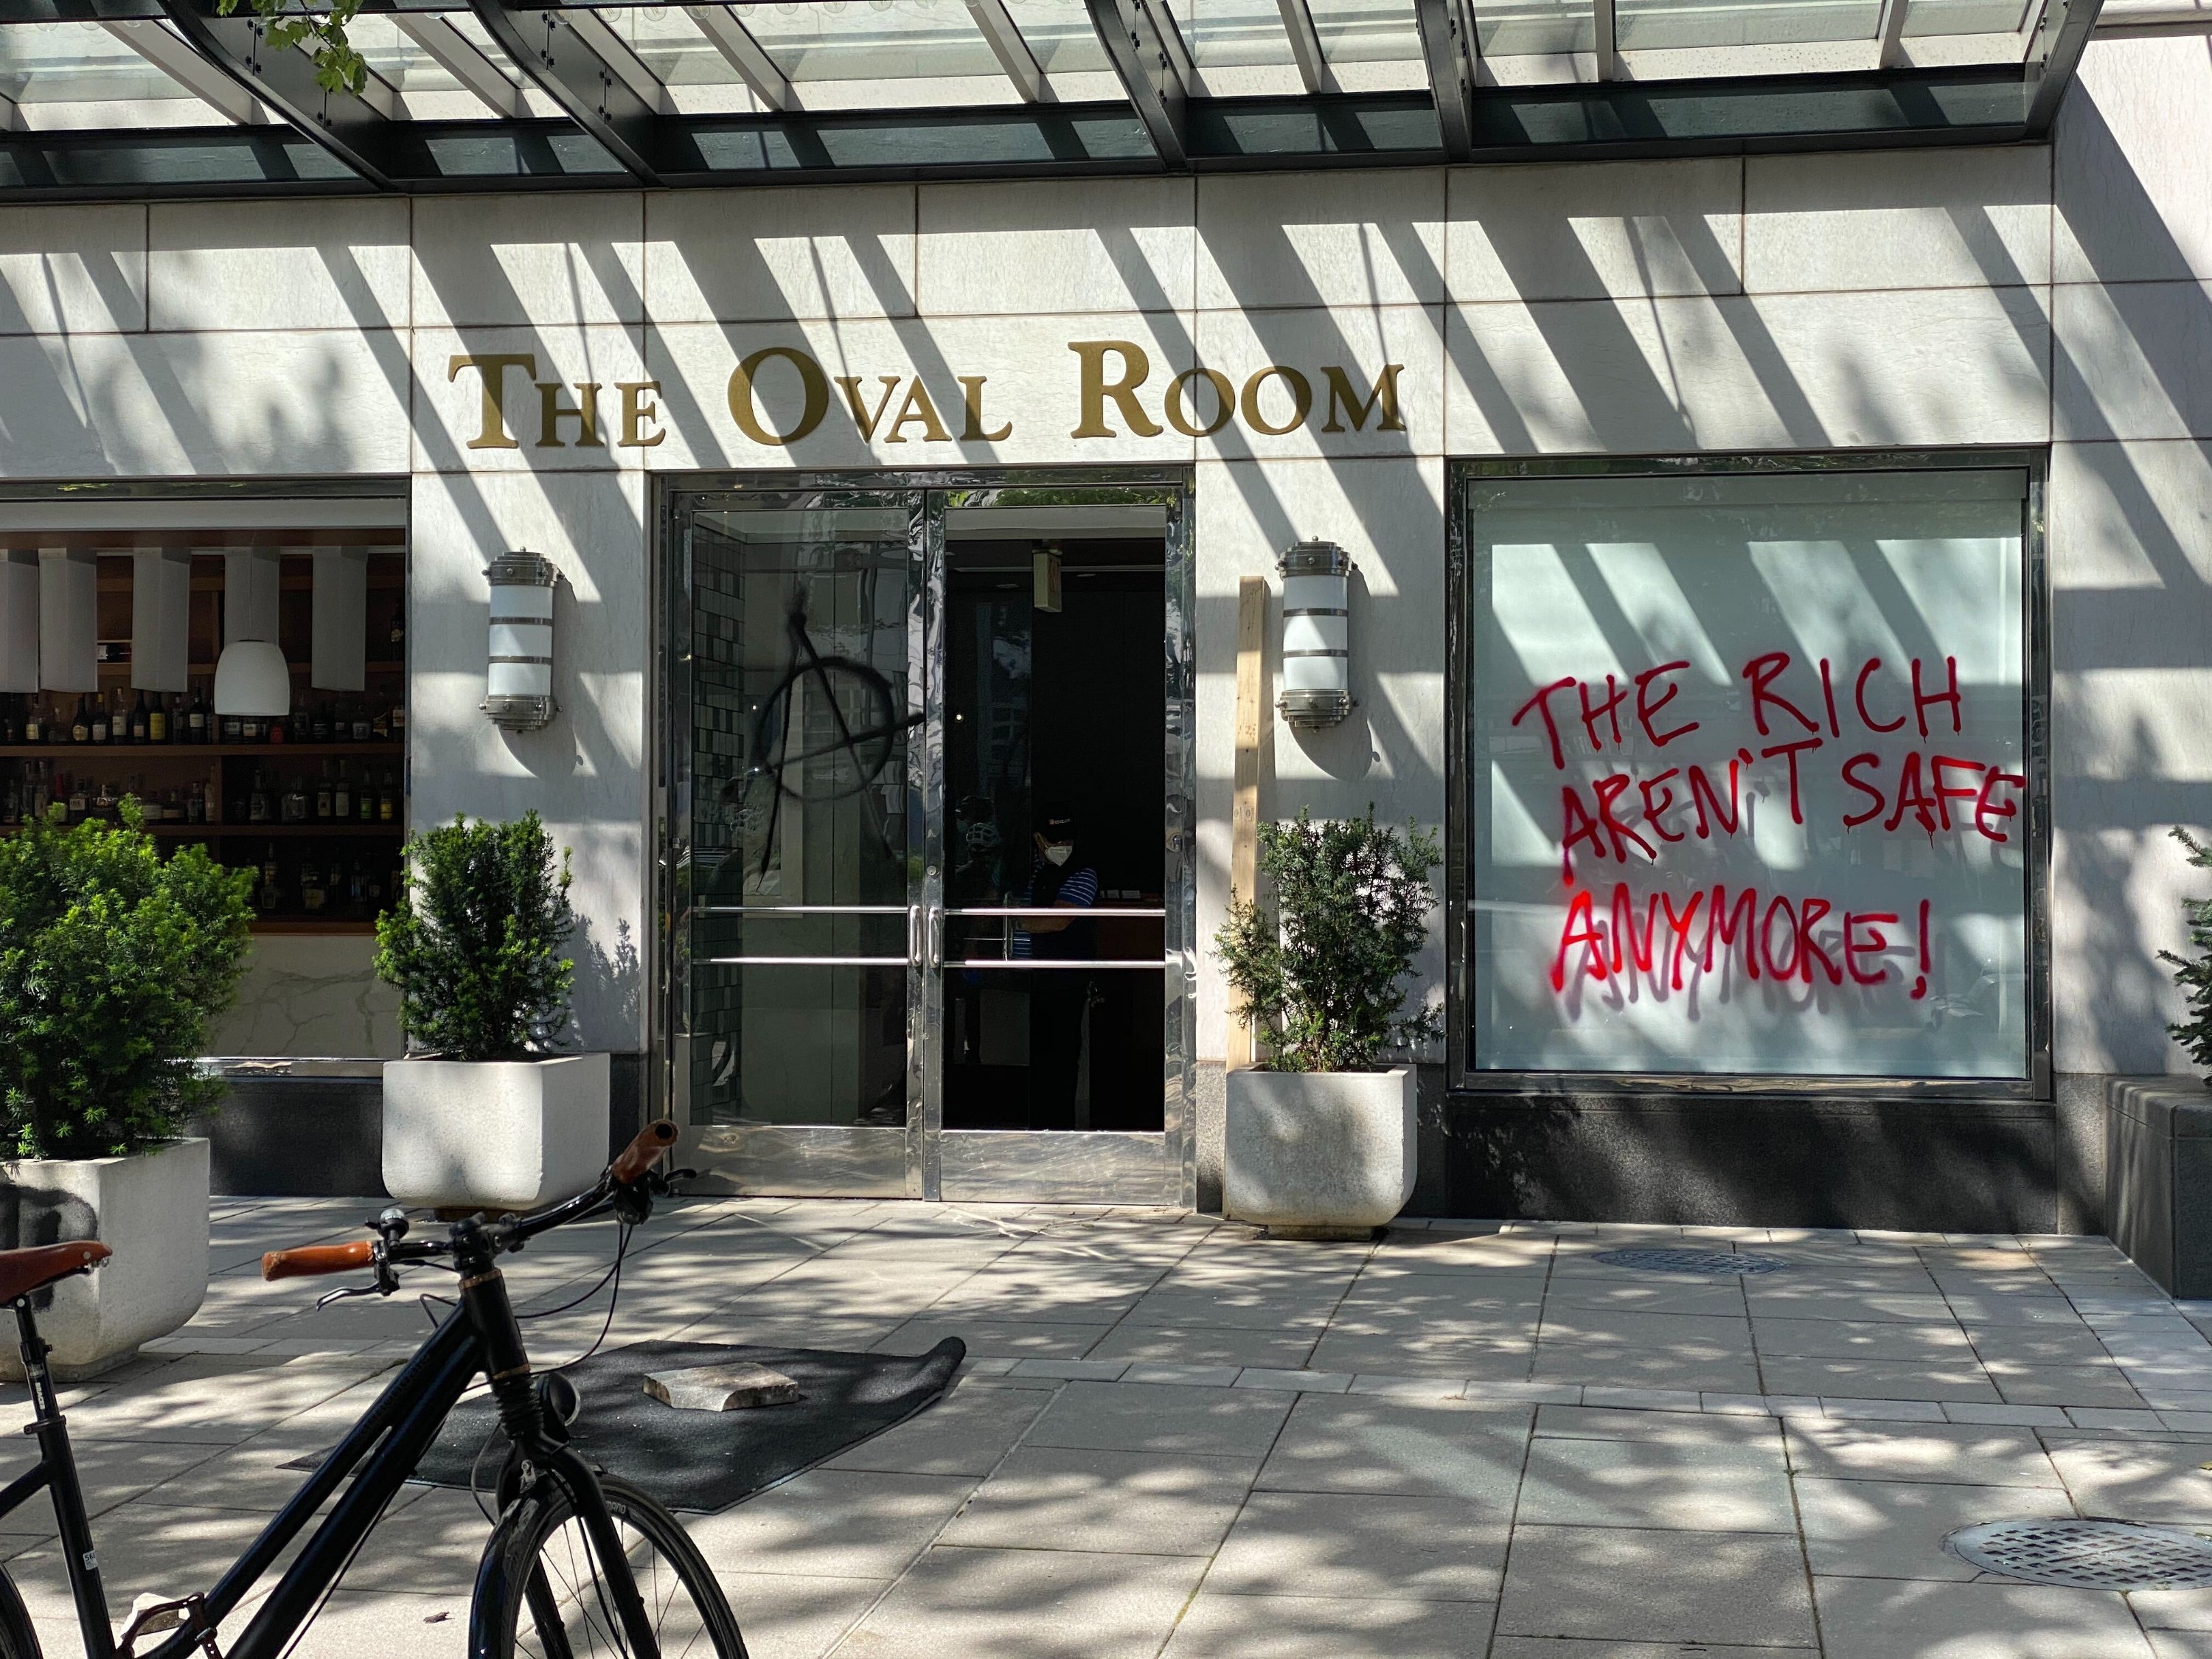 THE OVAL ROOM
THE RICH
AREN'T SAFE
ANYMORE!